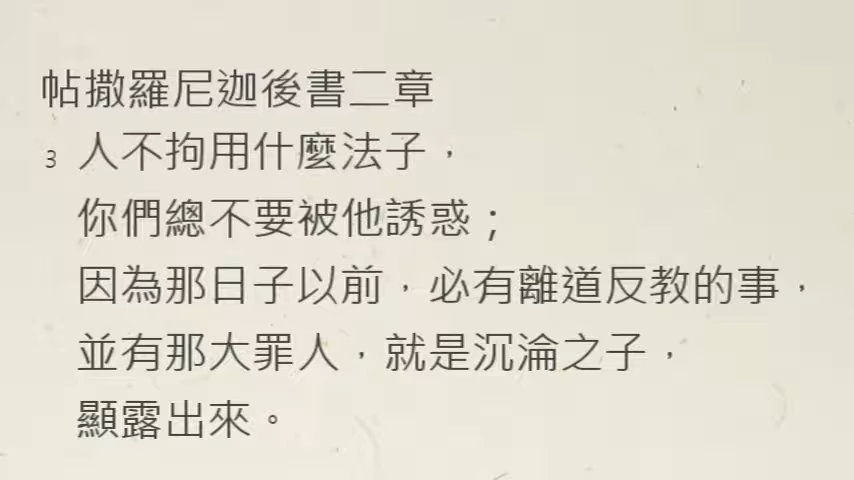 帖撒羅尼迦後書二章
3 人不拘用什麼法子，
你們總不要被他誘惑；
因為那日子以前，必有離道反教的事，
並有那大罪人，就是沉淪之子，
顯露出來。